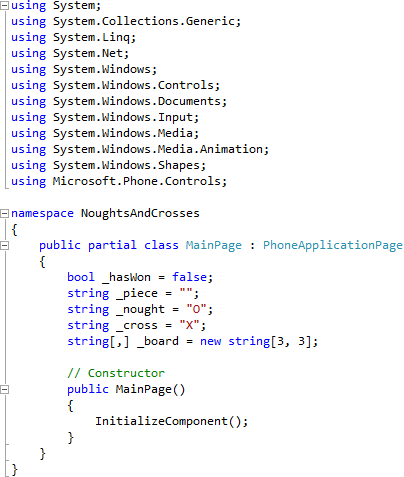 using System;
using System.Collections.Generic;
using System.Linq;
using System.Net;
using System.Windows;
using System.Windows.Controls;
using System.Windows.Documents;
using System.Windows.Input;
using System.Windows.Media;
using System.Windows.Media.Animation;
using System.Windows.Shapes;
using Microsoft.Phone.Controls;

namespace NoughtsAndCrosses
{
    public partial class MainPage : PhoneApplicationPage
    {
        bool _hasWon = false;
        string _piece = "";
        string _nought = "O";
        string _cross = "X";
        string[,] _board = new string[3, 3];

        // Constructor
        public MainPage()
        {
            InitializeComponent();
        }
    }
}